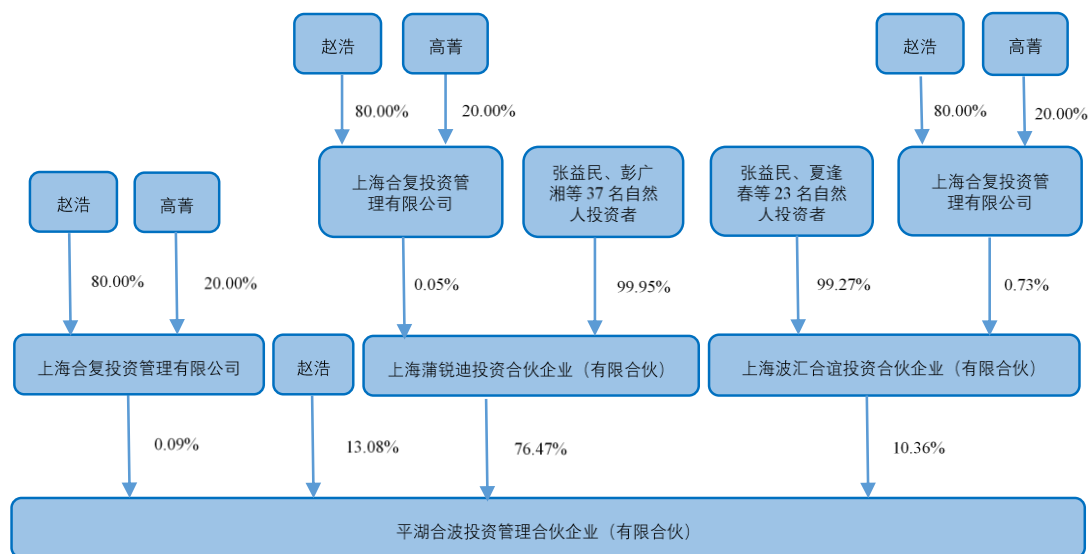 赵浩
高菁
赵浩
高菁
80.00%
20.00%
80.00%
20.00%
上海合复投资管
理有限公司
张益民、彭广
湘等 37 名自然
人投资者
张益民、夏逢
春等 23 名自然
人投资者
上海合复投资管
理有限公司
赵浩
高菁
80.00%
20.00%
0.05%
99.95%
99.27%
0.73%
上海合复投资管理有限公司
赵浩
上海蒲锐迪投资合伙企业（有限合伙）
上海波汇合谊投资合伙企业（有限合伙）
0.09%
13.08%
76.47%
10.36%
平湖合波投资管理合伙企业（有限合伙）